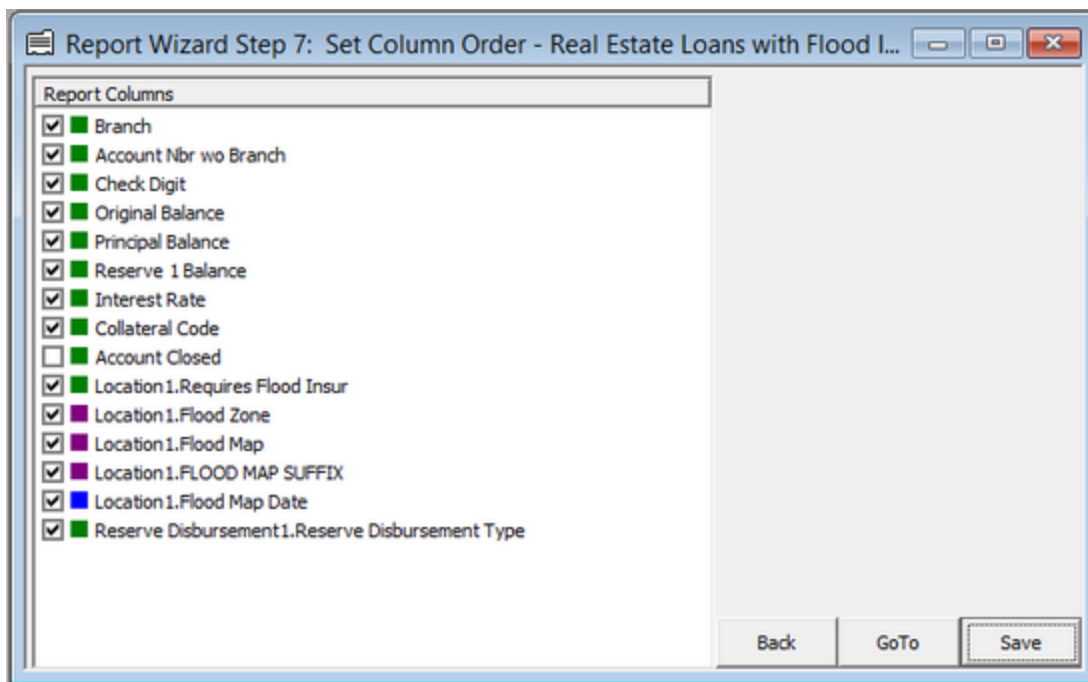 Report Wizard Step 7: Set Column Order - Real Estate Loans with Flood I...
Report Columns
Branch
Account Nbr wo Branch
Check Digit
Original Balance
Principal Balance
Reserve 1 Balance
Interest Rate
Collateral Code
Account Closed
Location1.Requires Flood Insur
Location1.Flood Zone
Location1.Flood Map
Location1.FLOOD MAP SUFFIX
Location1.Flood Map Date
Reserve Disbursement1.Reserve Disbursement Type
Back GoTo Save